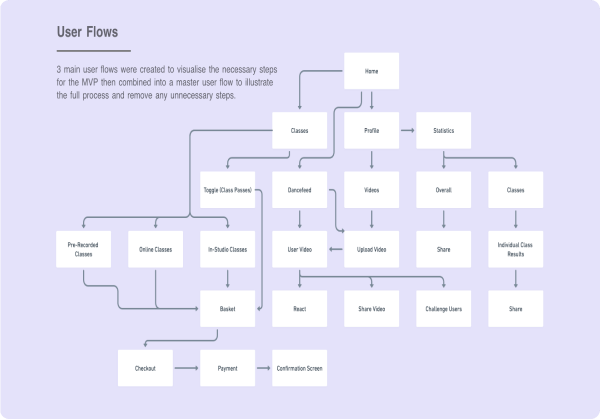 User Flows
3 main user flows were created to visualise the necessary steps
for the MVP then combined into a master user flow to illustrate
the full process and remove any unnecessary steps.
Home
Classes
Profile
Statistics
Toggle (Class Passes)
Dancefeed
Videos
Overall
Classes
Pre-Recorded
Classes
Online Classes
In-Studio Classes
User Video
Upload Video
Share
Individual Class
Results
Basket
React
Share Video
Challenge Users
Share
Checkout
Payment
Confirmation Screen